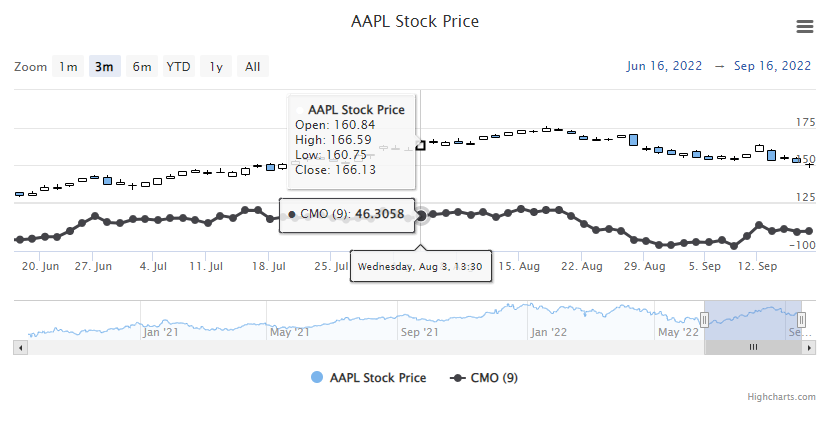 AAPL Stock Price
Zoom 1m 3m 6m YTD 1y All
Jun 16, 2022 → Sep 16, 2022
AAPL Stock Price
Open: 160.84
High: 166.59
Low: 160.75
Close: 166.13
175
150
125
CMO (9): 46.3058
-100
20. Jun 27. Jun 4. Jul 11. Jul 18. Jul 25. Jul 15. Aug 22. Aug 29. Aug 5. Sep 12. Sep
Wednesday, Aug 3, 13:30
Jan '21 May '21 Sep '21 Jan '22 May '22 Se…
AAPL Stock Price CMO (9)
Highcharts.com